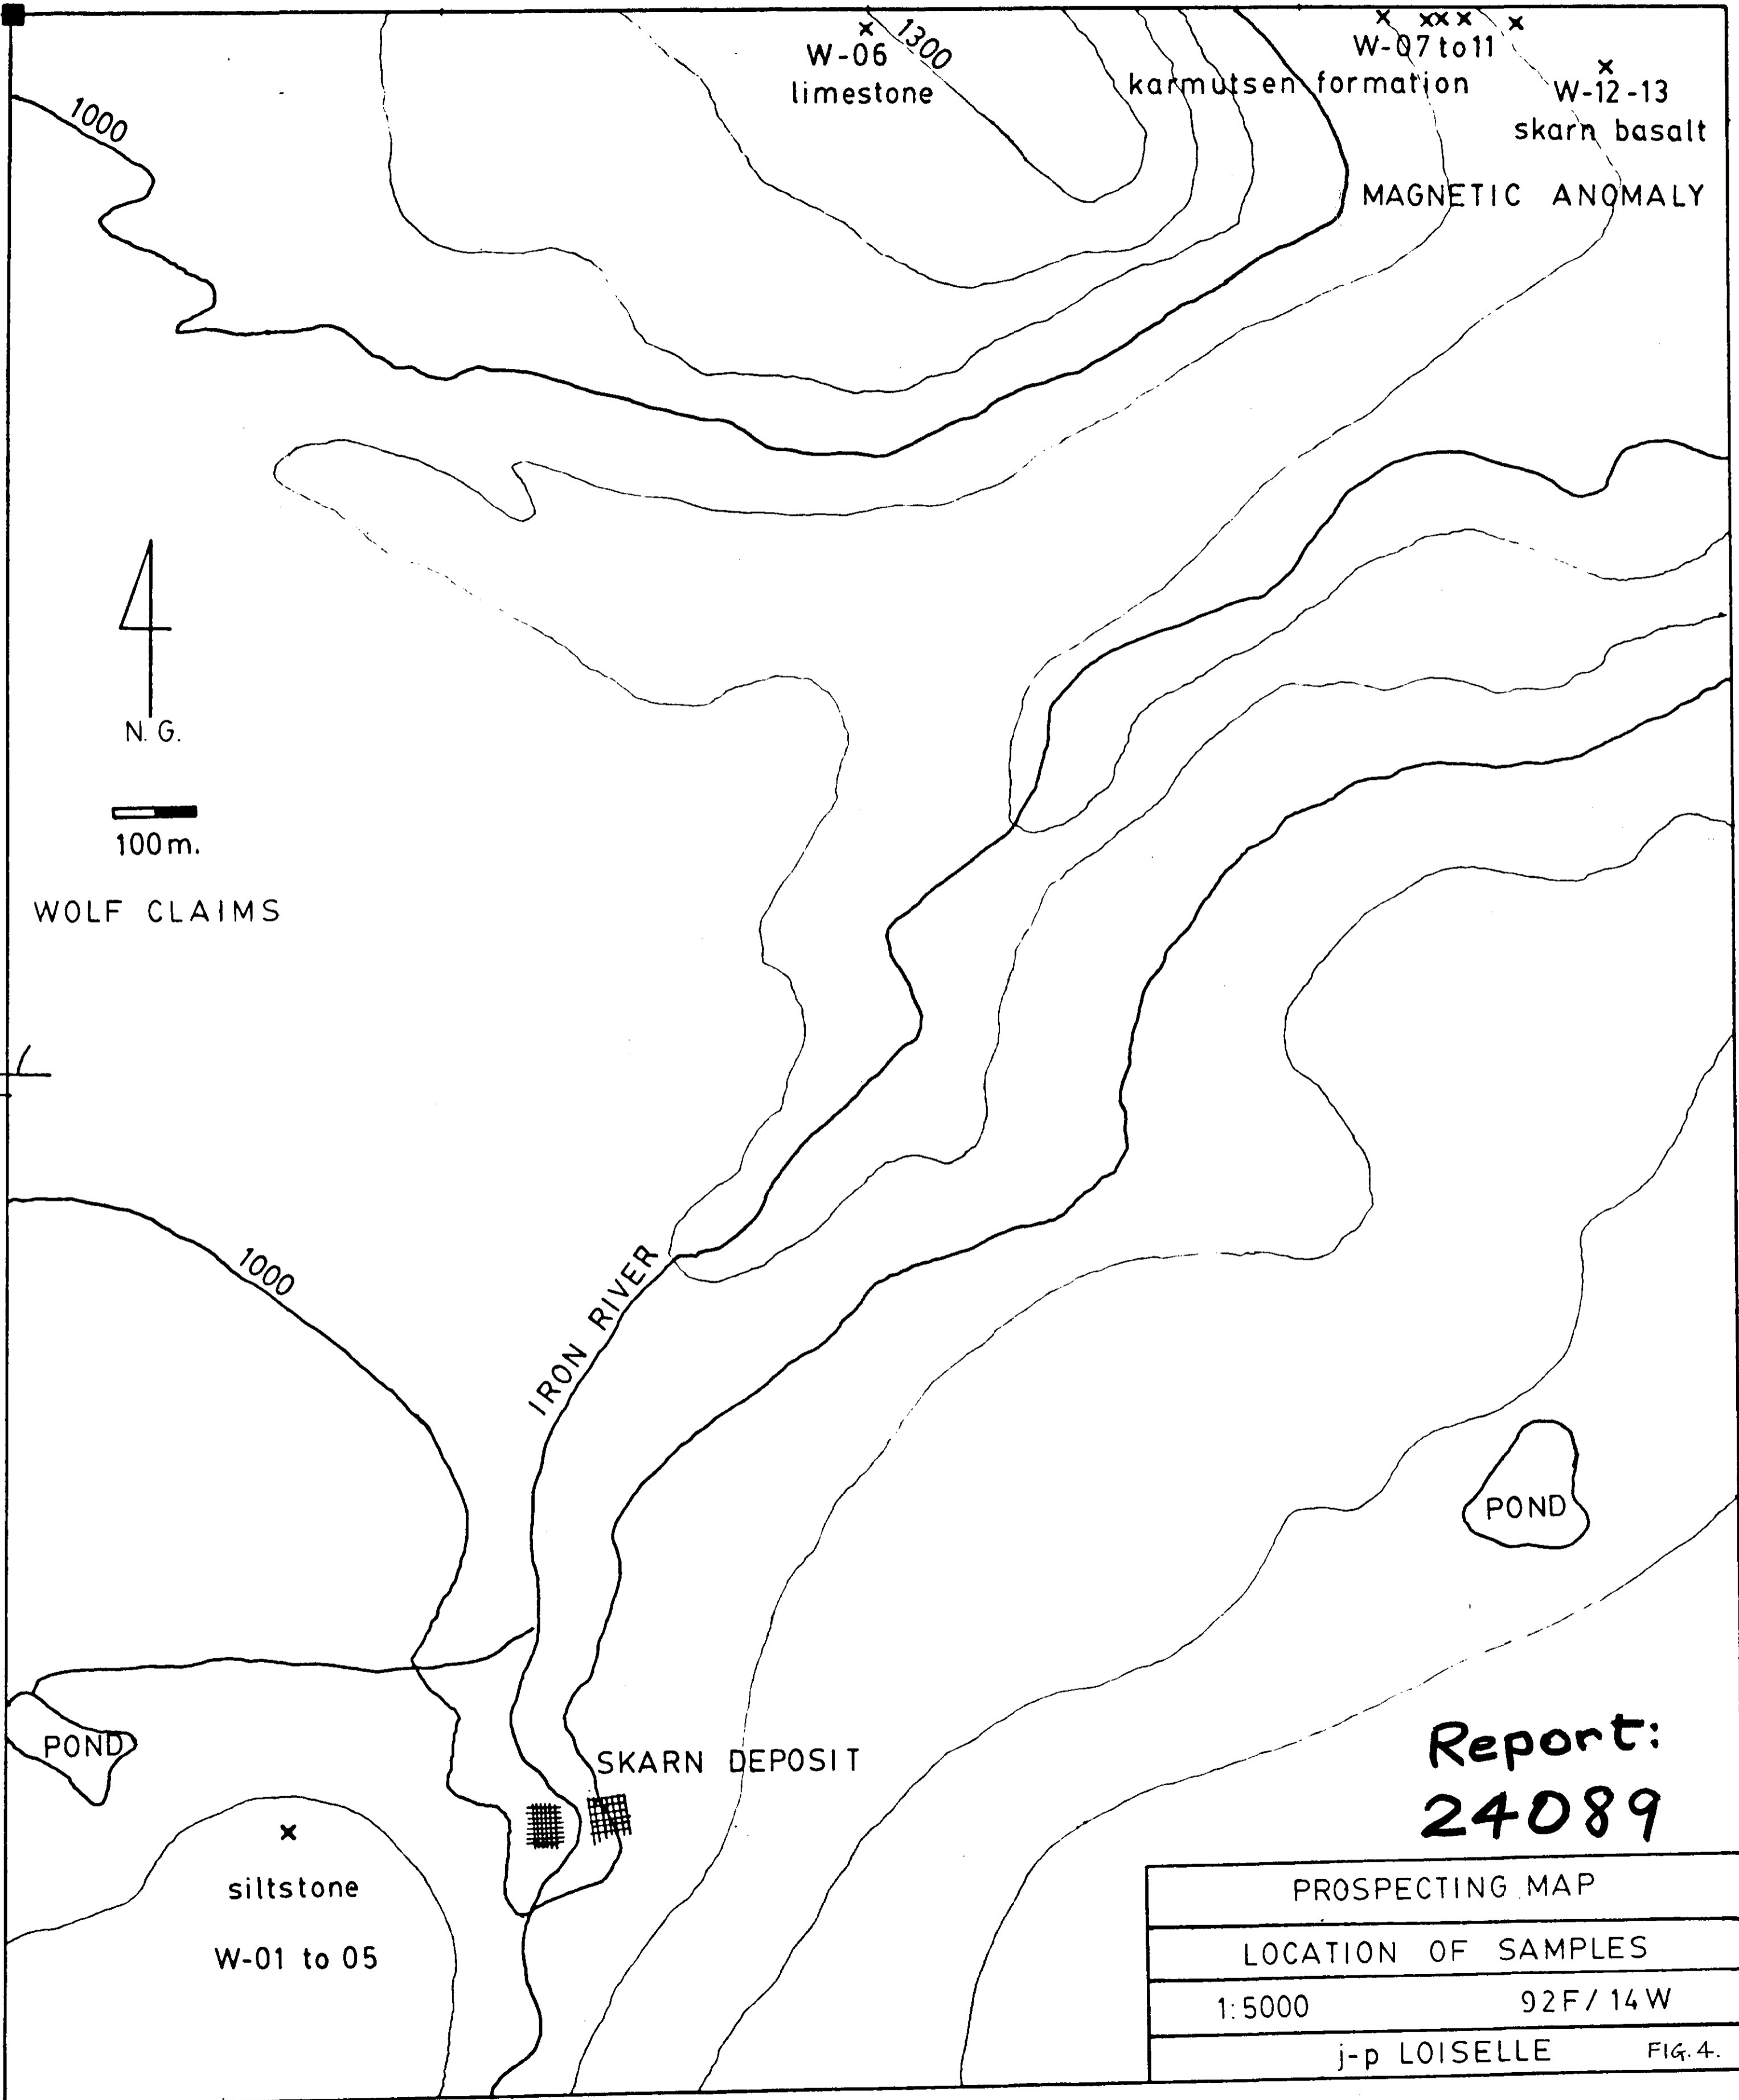 1300
W-06
limestone
W-07 to 11
karmutsen formation
W-12-13
skarn basalt
1000
MAGNETIC ANOMALY
N.G.
100m.
WOLF CLAIMS
1000
IRON RIVER
POND
POND
SKARN DEPOSIT
siltstone
W-01 to 05
Report:
24089
PROSPECTING MAP
LOCATION OF SAMPLES
1:5000 92F/14W
j-p LOISELLE FIG.4.